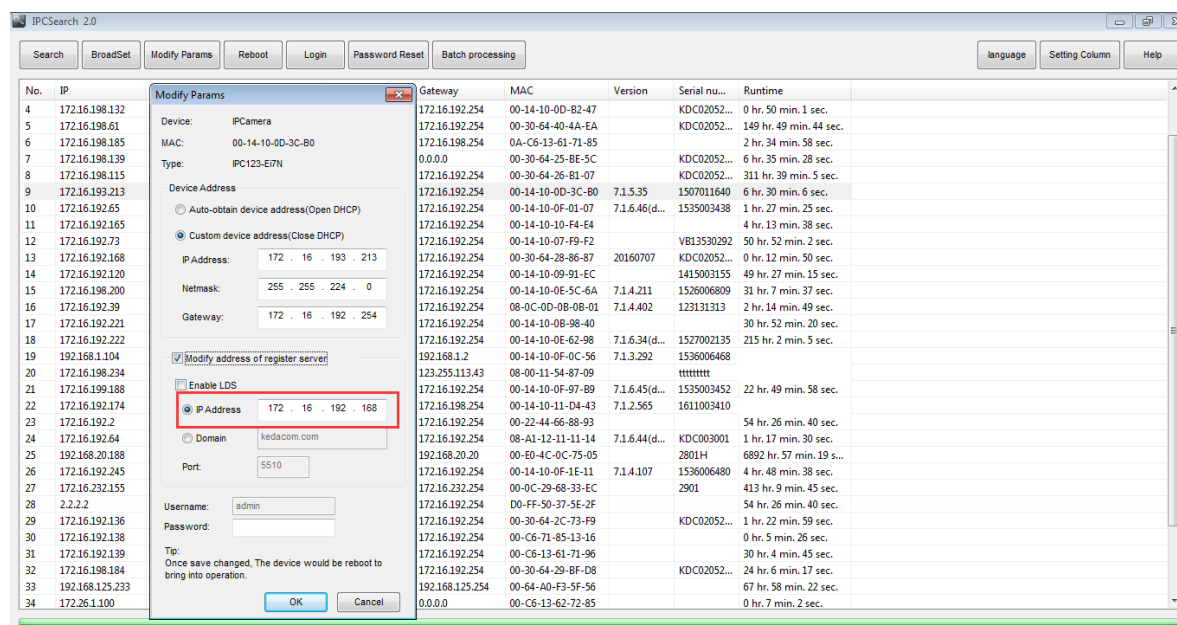 IPCSearch 2.0
Search BroadSet Modify Params Reboot Login Password Reset Batch processing language Setting Column Help
No. IP Gateway MAC Version Serial nu... Runtime
4 172.16.198.132 172.16.192.254 00-14-10-0D-B2-47 KDC02052... 0 hr. 50 min. 1 sec.
5 172.16.198.61 172.16.192.254 00-30-64-40-4A-EA KDC02052... 149 hr. 49 min. 44 sec.
6 172.16.198.185 172.16.198.254 0A-C6-13-61-71-85 2 hr. 34 min. 58 sec.
7 172.16.198.139 0.0.0.0 00-30-64-25-BE-5C KDC02052... 6 hr. 35 min. 28 sec.
8 172.16.198.115 172.16.192.254 00-30-64-26-B1-07 KDC02052... 311 hr. 39 min. 5 sec.
9 172.16.193.213 172.16.192.254 00-14-10-0D-3C-B0 7.1.5.35 1507011640 6 hr. 30 min. 6 sec.
10 172.16.192.65 172.16.192.254 00-14-10-0F-01-07 7.1.6.46(d... 1535003438 1 hr. 27 min. 25 sec.
11 172.16.192.165 172.16.192.254 00-14-10-10-F4-E4 4 hr. 13 min. 38 sec.
12 172.16.192.73 172.16.192.254 00-14-10-07-F9-F2 VB13530292 50 hr. 52 min. 2 sec.
13 172.16.192.168 172.16.192.254 00-30-64-28-86-87 20160707 KDC02052... 0 hr. 12 min. 50 sec.
14 172.16.192.120 172.16.192.254 00-14-10-09-91-EC 1415003155 49 hr. 27 min. 15 sec.
15 172.16.198.200 172.16.192.254 00-14-10-0E-5C-6A 7.1.4.211 1526006809 31 hr. 7 min. 37 sec.
16 172.16.192.39 172.16.192.254 08-0C-0D-0B-0B-01 7.1.4.402 123131313 2 hr. 14 min. 49 sec.
17 172.16.192.221 172.16.192.254 00-14-10-0B-98-40 30 hr. 52 min. 20 sec.
18 172.16.192.222 172.16.192.254 00-14-10-0E-62-98 7.1.6.34(d... 1527002135 215 hr. 2 min. 5 sec.
19 192.168.1.104 192.168.1.2 00-14-10-0F-0C-56 7.1.3.292 1536006468
20 172.16.198.234 123.255.113.43 08-00-11-54-87-09 ttttttttt
21 172.16.199.188 172.16.192.254 00-14-10-0F-97-B9 7.1.6.45(d... 1535003452 22 hr. 49 min. 58 sec.
22 172.16.192.174 172.16.198.254 00-14-10-11-D4-43 7.1.2.565 1611003410
23 172.16.192.2 172.16.192.254 00-22-44-66-88-93 54 hr. 26 min. 40 sec.
24 172.16.192.64 172.16.192.254 08-A1-12-11-11-14 7.1.6.44(d... KDC003001 1 hr. 17 min. 30 sec.
25 192.168.20.188 192.168.20.20 00-E0-4C-0C-75-05 2801H 6892 hr. 57 min. 19 s...
26 172.16.192.245 172.16.192.254 00-14-10-0F-1E-11 7.1.4.107 1536006480 4 hr. 48 min. 38 sec.
27 172.16.232.155 172.16.232.254 00-0C-29-68-33-EC 2901 413 hr. 9 min. 45 sec.
28 2.2.2.2 172.16.192.254 D0-FF-50-37-5E-2F 54 hr. 26 min. 40 sec.
29 172.16.192.136 172.16.192.254 00-30-64-2C-73-F9 KDC02052... 1 hr. 22 min. 59 sec.
30 172.16.192.138 172.16.192.254 00-C6-71-85-13-16 0 hr. 5 min. 26 sec.
31 172.16.192.139 172.16.192.254 00-C6-13-61-71-96 30 hr. 4 min. 45 sec.
32 172.16.198.184 172.16.192.254 00-30-64-29-BF-D8 KDC02052... 24 hr. 6 min. 17 sec.
33 192.168.125.233 192.168.125.254 00-64-A0-F3-5F-56 67 hr. 58 min. 22 sec.
34 172.26.1.100 0.0.0.0 00-C6-13-62-72-85 0 hr. 7 min. 2 sec.
Modify Params
Device: IPCamera
MAC: 00-14-10-0D-3C-B0
Type: IPC123-Ei7N
Device Address
Auto-obtain device address(Open DHCP)
Custom device address(Close DHCP)
IP Address: 172 . 16 . 193 . 213
Netmask: 255 . 255 . 224 . 0
Gateway: 172 . 16 . 192 . 254
Modify address of register server
Enable LDS
IP Address 172 . 16 . 192 . 168
Domain kedacom.com
Port: 5510
Username: admin
Password:
Tip:
Once save changed, The device would be reboot to
bring into operation.
OK Cancel